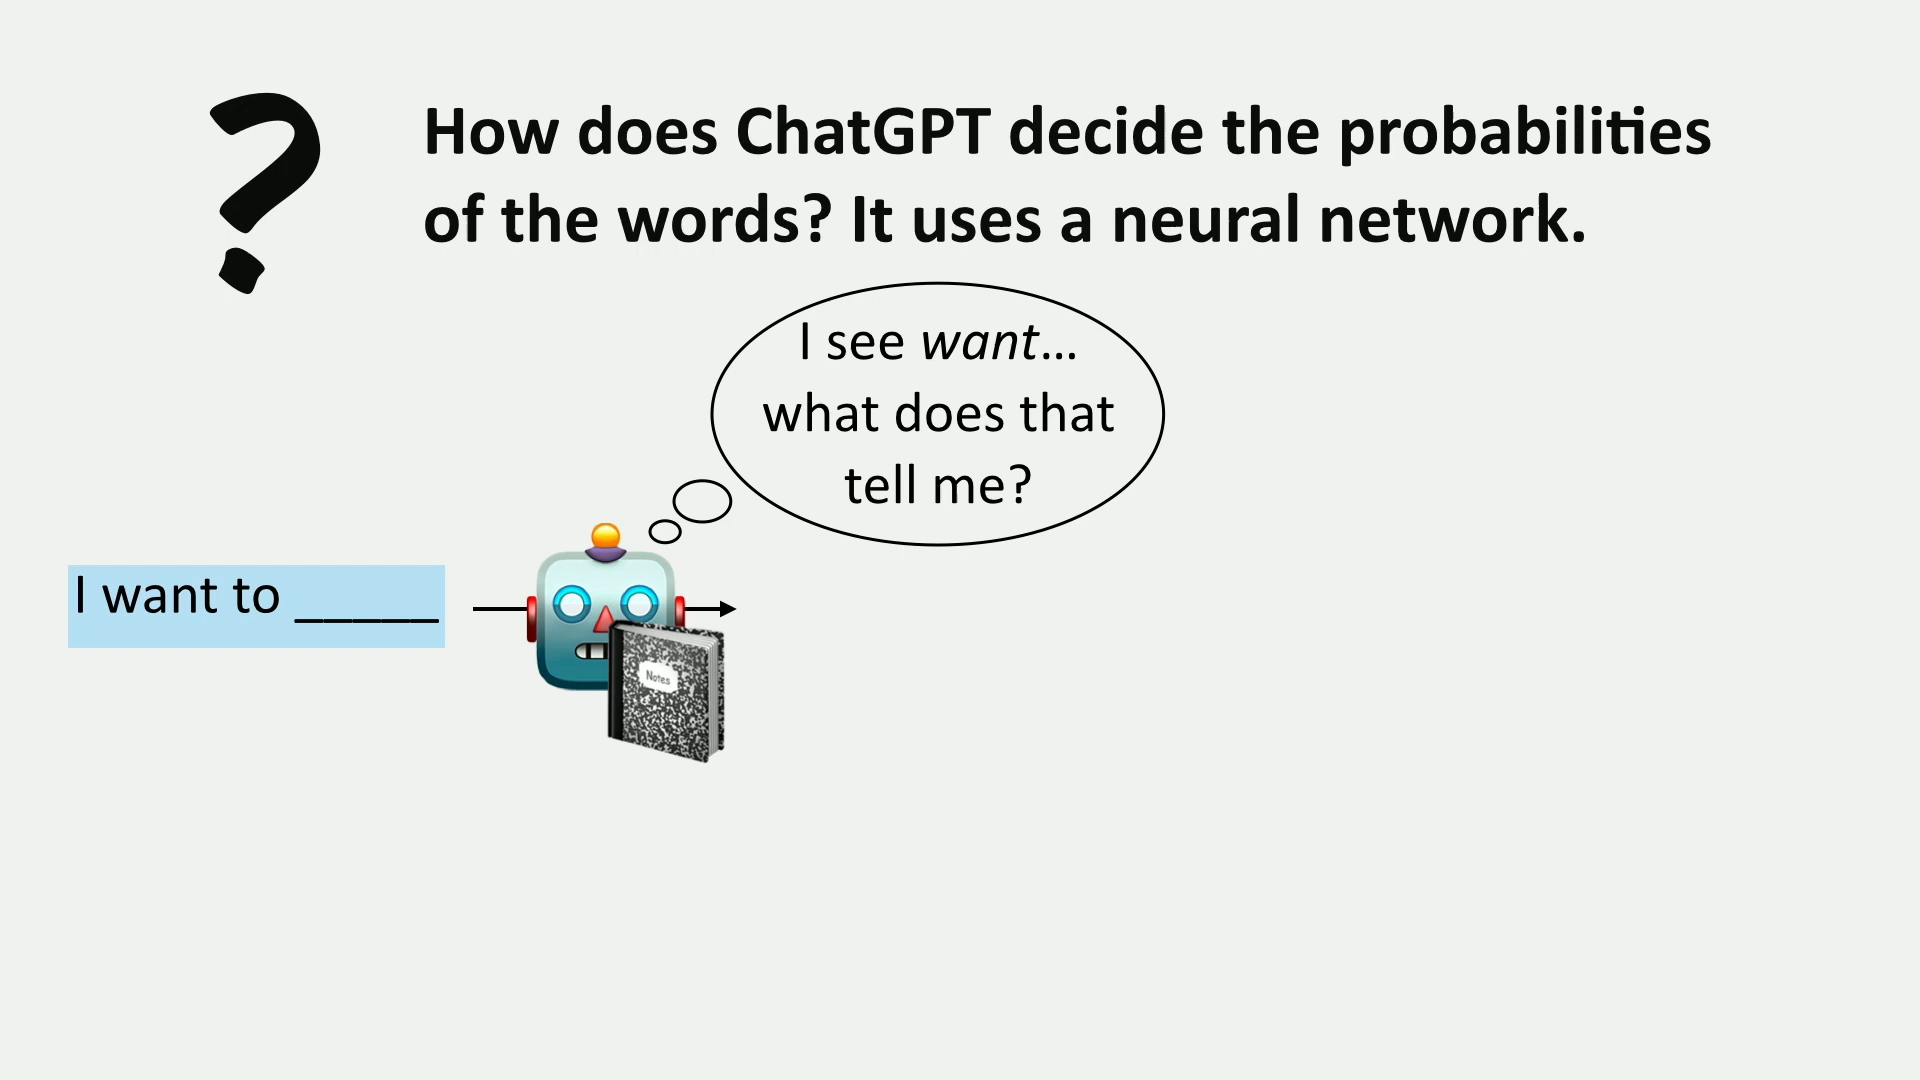 ?
How does ChatGPT decide the probabilities
of the words? It uses a neural network.
I see want...
what does that
tell me?
I want to _____
Notes